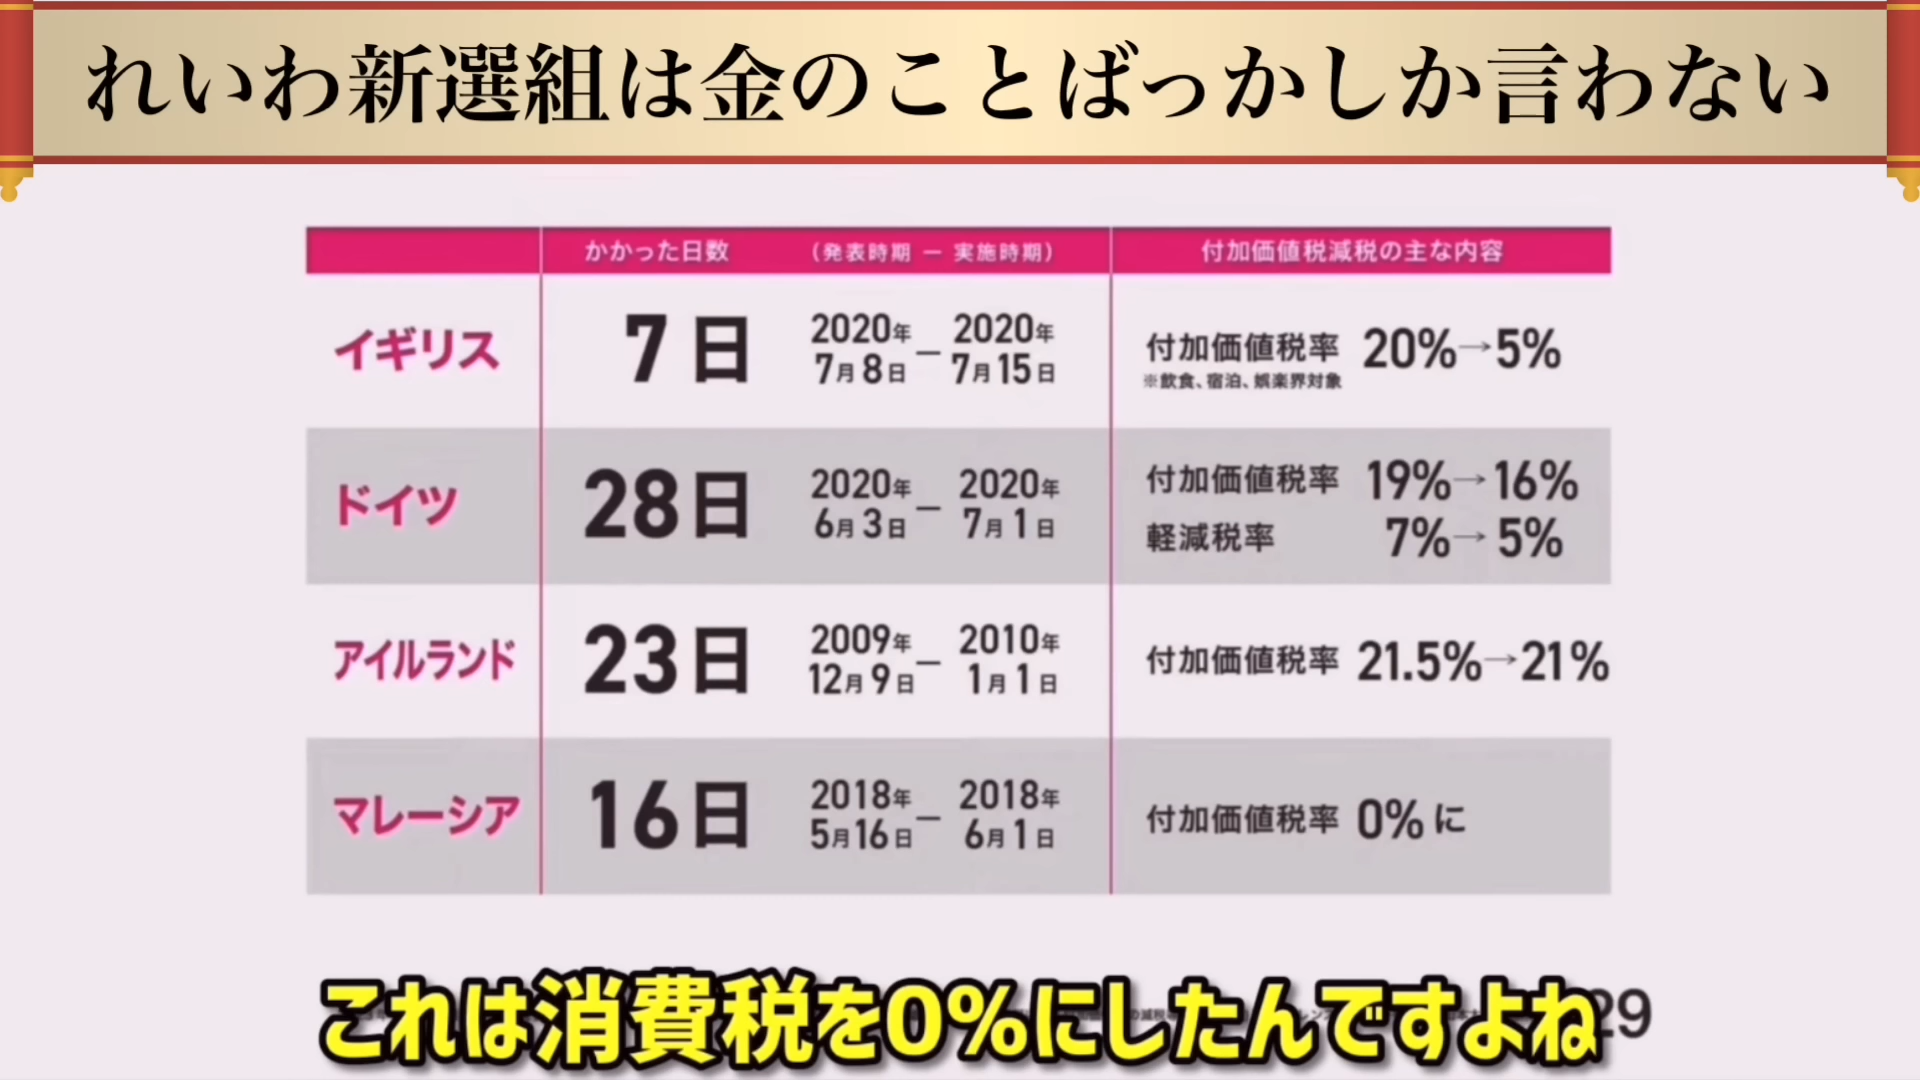 れいわ新選組は金のことばっかしか言わない
かかった日数 (発表時期 ー 実施時期) 付加価値税減税の主な内容
イギリス 7日 2020年7月8日 ー 2020年7月15日 付加価値税率 20%→5%
※飲食、宿泊、娯楽界対象
ドイツ 28日 2020年6月3日 ー 2020年7月1日 付加価値税率 19%→16%
軽減税率 7%→5%
アイルランド 23日 2009年12月9日 ー 2010年1月1日 付加価値税率 21.5%→21%
マレーシア 16日 2018年5月16日 ー 2018年6月1日 付加価値税率 0%に
これは消費税を0%にしたんですよね
29